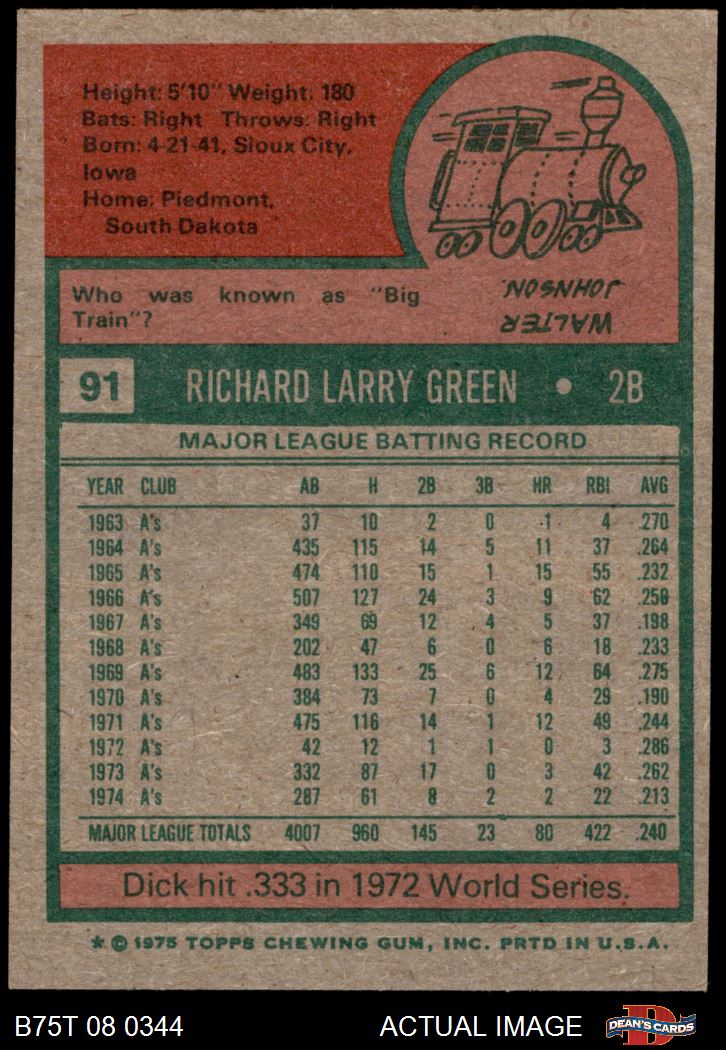 Height: 5'10" Weight: 180
Bats: Right Throws: Right
Born: 4-21-41, Sioux City,
Iowa
Home: Piedmont,
South Dakota
Who was known as "Big
Train"?
WALTER
JOHNSON
91 RICHARD LARRY GREEN • 2B
MAJOR LEAGUE BATTING RECORD
YEAR CLUB AB H 2B 3B HR RBI AVG
1963 A's 37 10 2 0 1 4 .270
1964 A's 435 115 14 5 11 37 .264
1965 A's 474 110 15 1 15 55 .232
1966 A's 507 127 24 3 9 62 .250
1967 A's 349 69 12 4 5 37 .198
1968 A's 202 47 6 0 6 18 .233
1969 A's 483 133 25 6 12 64 .275
1970 A's 384 73 7 0 4 29 .190
1971 A's 475 116 14 1 12 49 .244
1972 A's 42 12 1 1 0 3 .286
1973 A's 332 87 17 0 3 42 .262
1974 A's 287 61 8 2 2 22 .213
MAJOR LEAGUE TOTALS 4007 960 145 23 80 422 .240
Dick hit .333 in 1972 World Series.
* © 1975 TOPPS CHEWING GUM, INC. PRTD IN U.S.A.
B75T 08 0344 ACTUAL IMAGE D DEAN'S CARDS